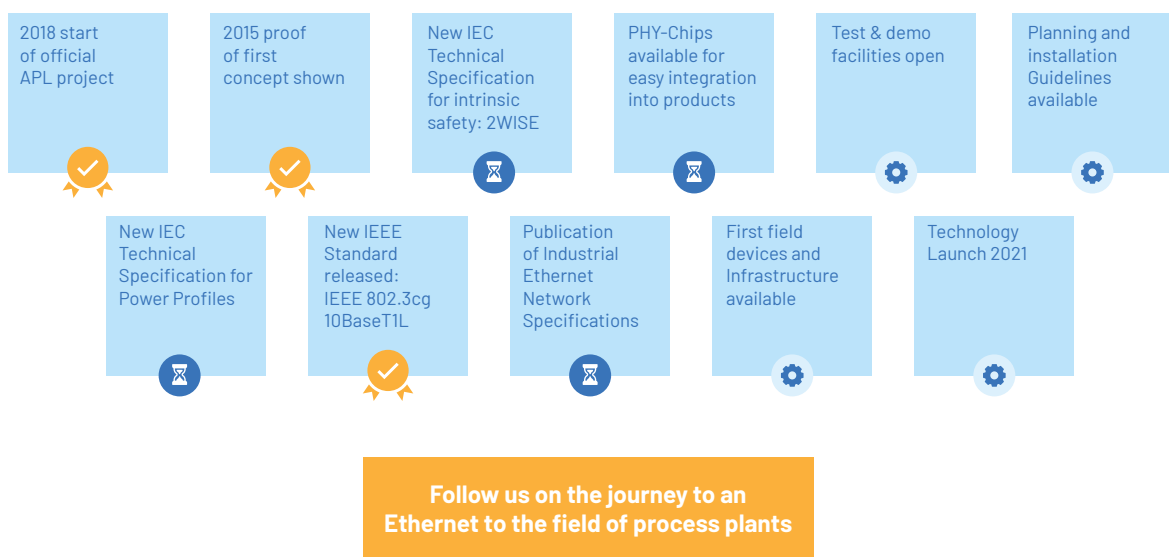 2018 start
of official
APL project
2015 proof
of first
concept shown
New IEC
Technical
Specification
for intrinsic
safety: 2WISE
PHY-Chips
available for
easy integration
into products
Test & demo
facilities open
Planning and
installation
Guidelines
available
New IEC
Technical
Specification for
Power Profiles
New IEEE
Standard
released:
IEEE 802.3cg
10BaseT1L
Publication
of Industrial
Ethernet
Network
Specifications
First field
devices and
Infrastructure
available
Technology
Launch 2021
Follow us on the journey to an
Ethernet to the field of process plants